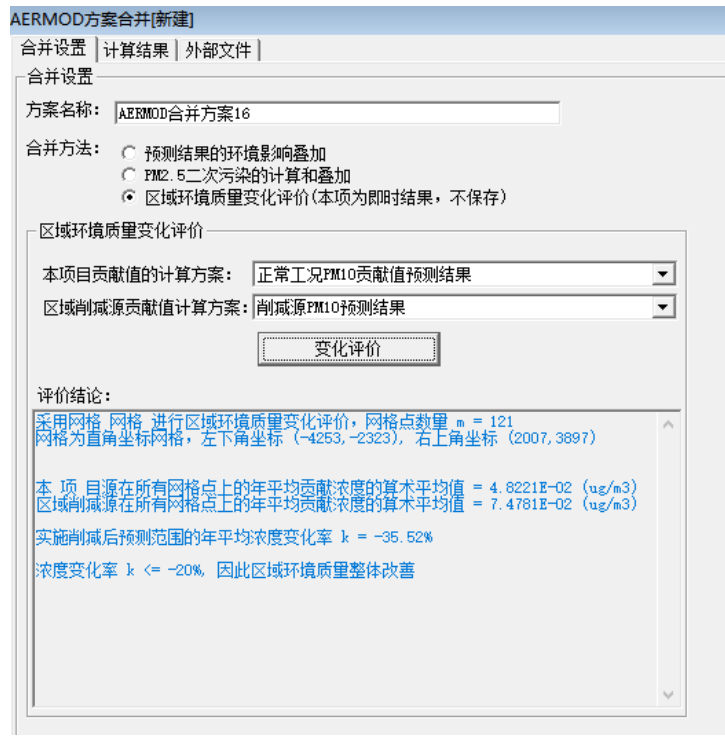 AERMOD方案合并[新建]
合并设置 计算结果 外部文件
合并设置
方案名称： AERMOD合并方案16
合并方法： 预测结果的环境影响叠加
PM2.5二次污染的计算和叠加
区域环境质量变化评价(本项为即时结果，不保存)
区域环境质量变化评价
本项目贡献值的计算方案： 正常工况PM10贡献值预测结果
区域削减源贡献值计算方案： 削减源PM10预测结果
变化评价
评价结论：
采用网格 网格 进行区域环境质量变化评价，网格点数量 m = 121
网格为直角坐标网格，左下角坐标 (-4253,-2323), 右上角坐标 (2007,3897)
本 项 目源在所有网格点上的年平均贡献浓度的算术平均值 = 4.8221E-02 (ug/m3)
区域削减源在所有网格点上的年平均贡献浓度的算术平均值 = 7.4781E-02 (ug/m3)
实施削减后预测范围的年平均浓度变化率 k = -35.52%
浓度变化率 k <= -20%, 因此区域环境质量整体改善